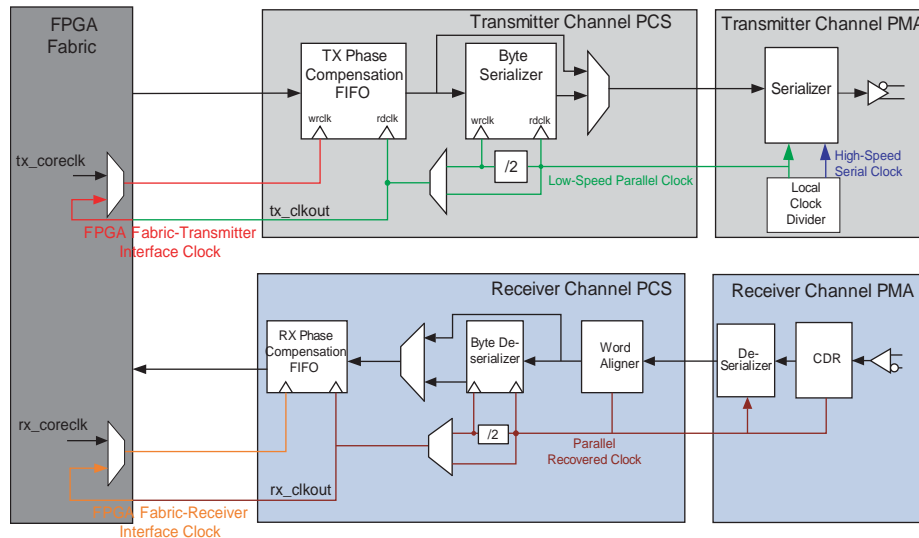 FPGA
Fabric
Transmitter Channel PCS
Transmitter Channel PMA
TX Phase
Compensation
FIFO
wrclk
rdclk
Byte
Serializer
wrclk
rdclk
Serializer
/2
Low-Speed Parallel Clock
High-Speed
Serial Clock
Local
Clock
Divider
tx_coreclk
tx_clkout
FPGA Fabric-Transmitter
Interface Clock
Receiver Channel PCS
Receiver Channel PMA
RX Phase
Compensation
FIFO
Byte De-
serializer
Word
Aligner
De-
Serializer
CDR
/2
Parallel
Recovered Clock
rx_coreclk
rx_clkout
FPGA Fabric-Receiver
Interface Clock